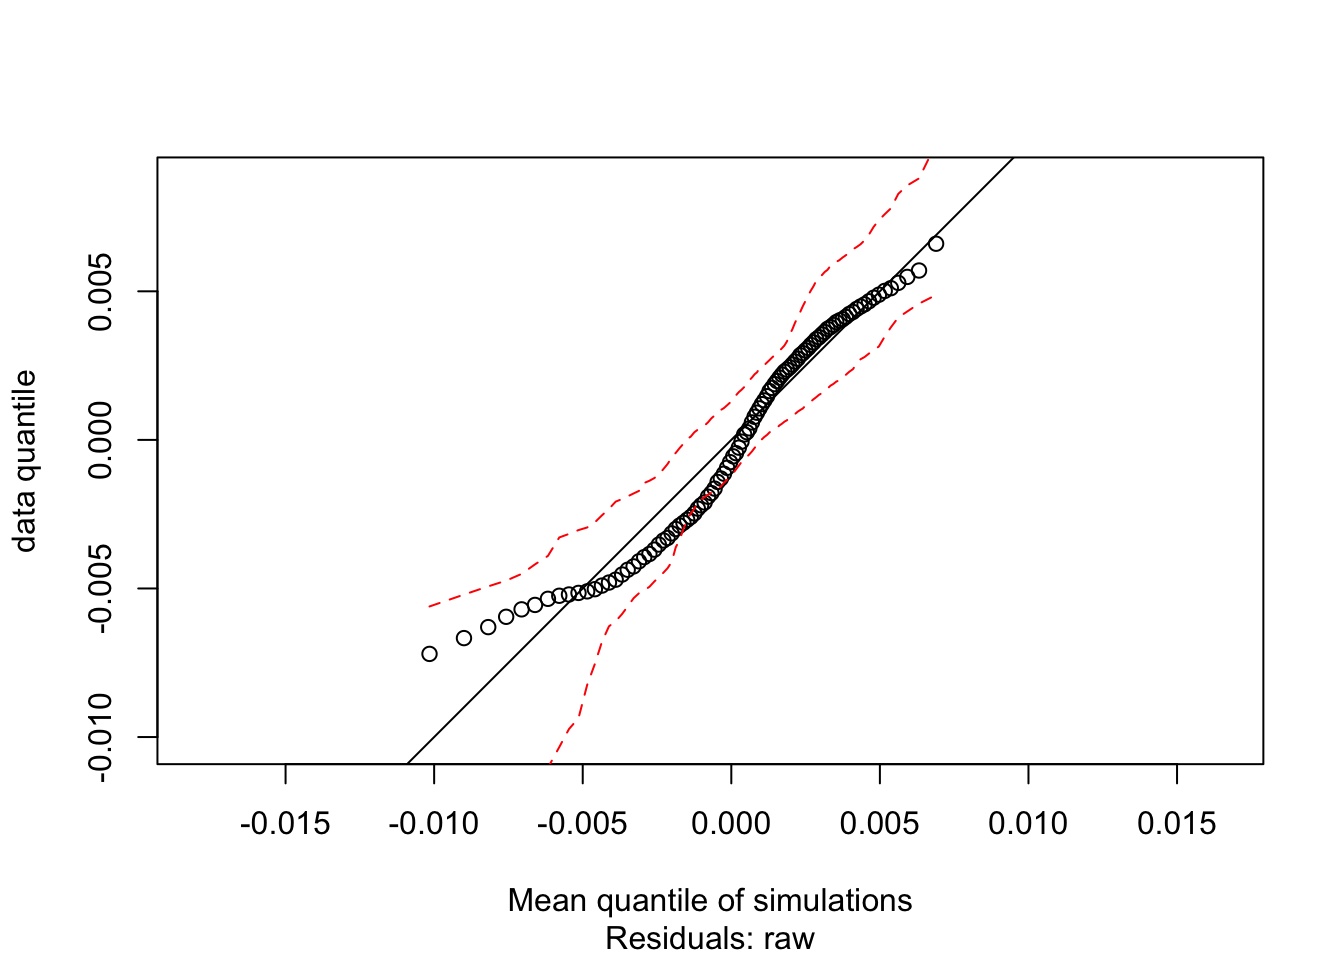 data quantile
0.005
0.000
-0.005
-0.010
-0.015 -0.010 -0.005 0.000 0.005 0.010 0.015
Mean quantile of simulations
Residuals: raw